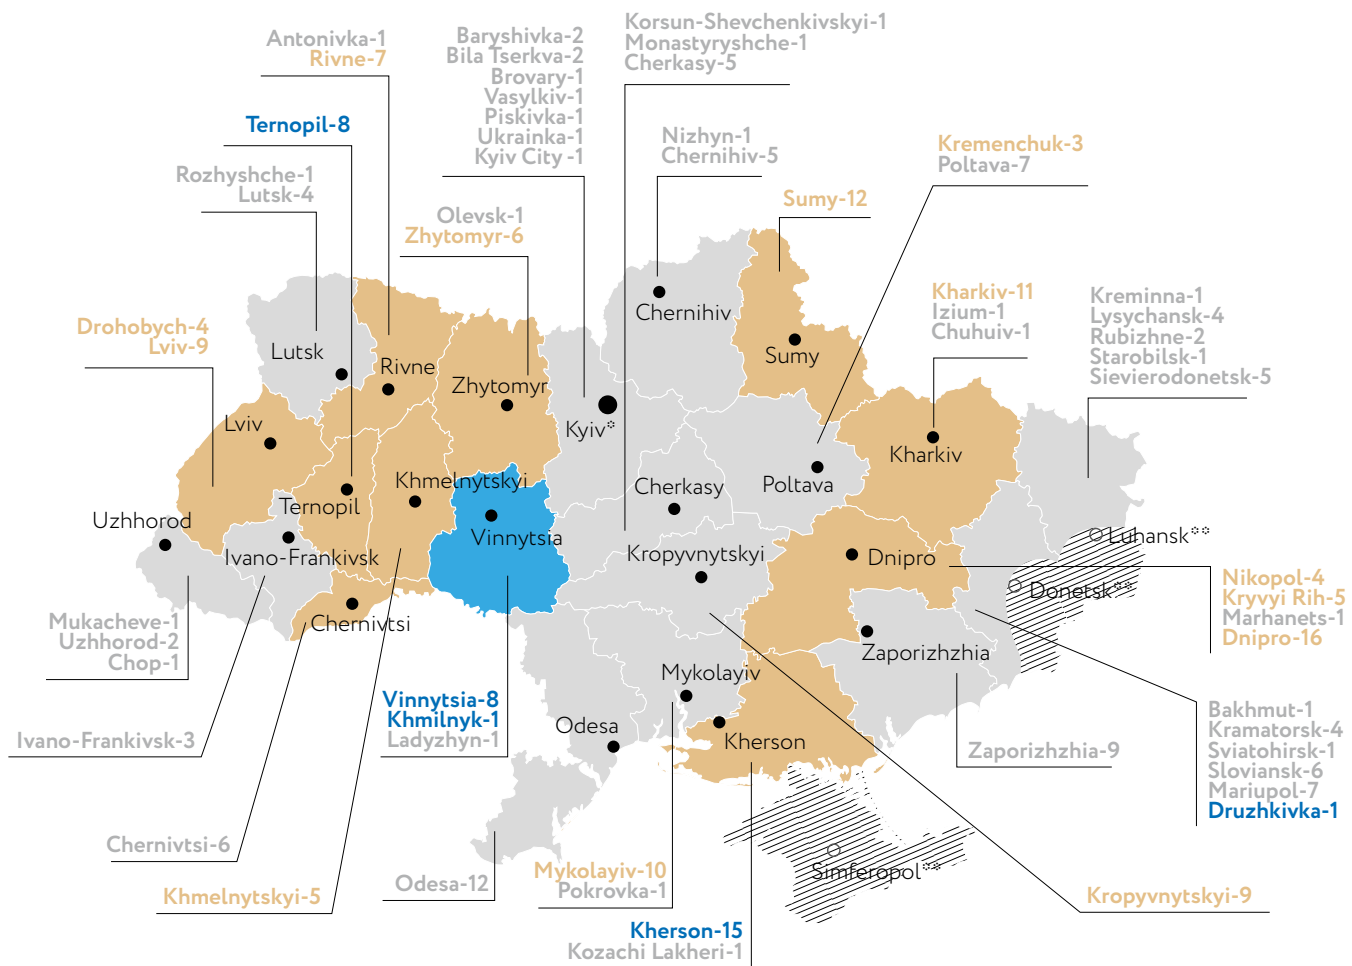 Korsun-Shevchenkivskyi-1
Monastyryshche-1
Cherkasy-5
Baryshivka-2
Bila Tserkva-2
Brovary-1
Vasylkiv-1
Piskivka-1
Ukrainka-1
Kyiv City -1
Antonivka-1
Rivne-7
Ternopil-8
Rozhyshche-1
Lutsk-4
Olevsk-1
Zhytomyr-6
Nizhyn-1
Chernihiv-5
Kremenchuk-3
Poltava-7
Sumy-12
Kharkiv-11
Izium-1
Chuhuiv-1
Kreminna-1
Lysychansk-4
Rubizhne-2
Starobilsk-1
Sievierodonetsk-5
Drohobych-4
Lviv-9
Chernihiv
Sumy
Lutsk
Rivne
Zhytomyr
Kyiv*
Lviv
Kharkiv
Khmelnytskyi
Cherkasy
Poltava
Ternopil
Uzhhorod
Vinnytsia
Luhansk**
Ivano-Frankivsk
Kropyvnytskyi
Dnipro
Donetsk**
Chernivtsi
Zaporizhzhia
Mykolayiv
Odesa
Kherson
Simferopol**
Nikopol-4
Kryvyi Rih-5
Marhanets-1
Dnipro-16
Mukacheve-1
Uzhhorod-2
Chop-1
Vinnytsia-8
Khmilnyk-1
Ladyzhyn-1
Ivano-Frankivsk-3
Zaporizhzhia-9
Bakhmut-1
Kramatorsk-4
Sviatohirsk-1
Sloviansk-6
Mariupol-7
Druzhkivka-1
Chernivtsi-6
Khmelnytskyi-5
Odesa-12
Mykolayiv-10
Pokrovka-1
Kropyvnytskyi-9
Kherson-15
Kozachi Lakheri-1